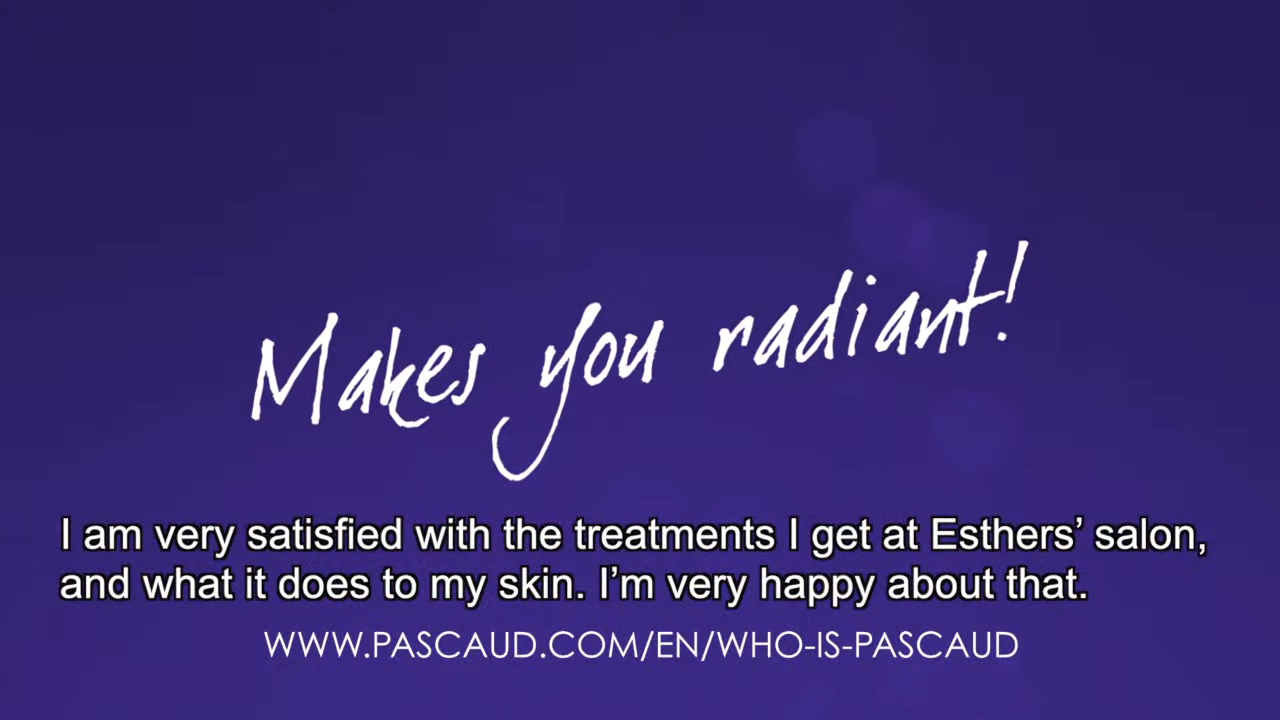 Makes you radiant!
I am very satisfied with the treatments I get at Esthers’ salon,
and what it does to my skin. I’m very happy about that.
WWW.PASCAUD.COM/EN/WHO-IS-PASCAUD